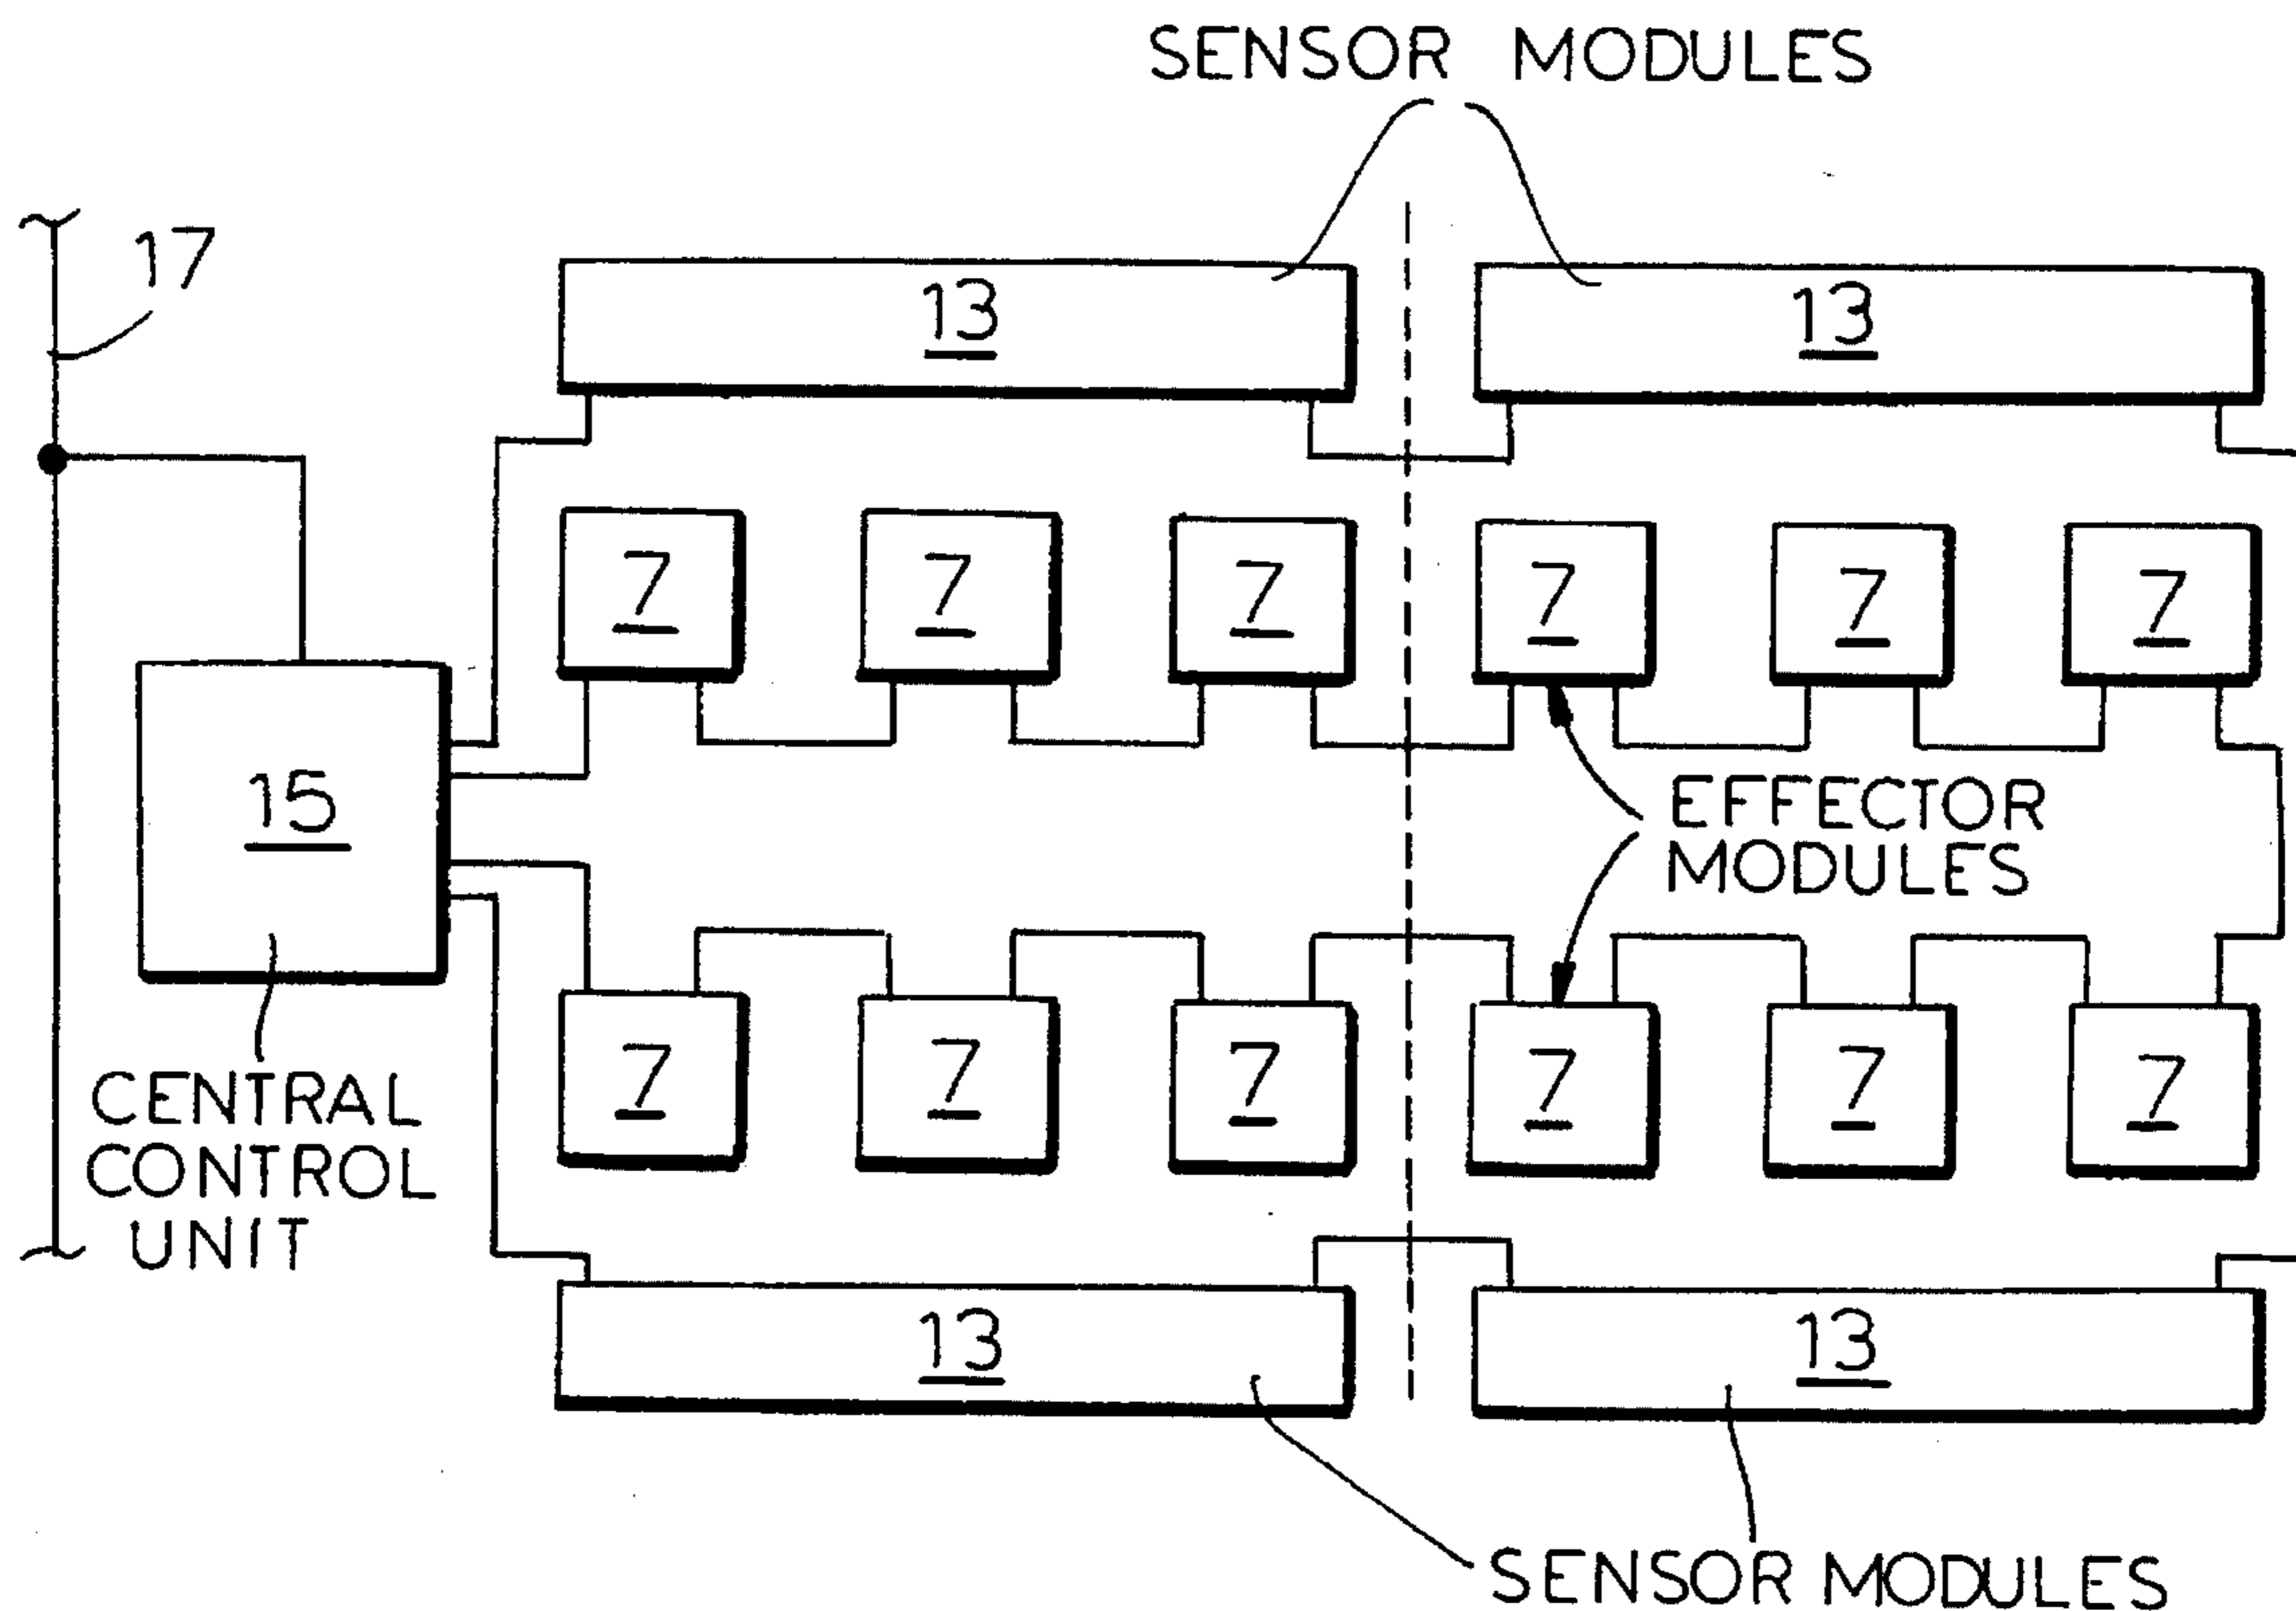 SENSOR MODULES
17
13 13
7 7 7 7 7 7
15
EFFECTOR
MODULES
7 7 7 7 7 7
CENTRAL
CONTROL
UNIT
13 13
SENSOR MODULES